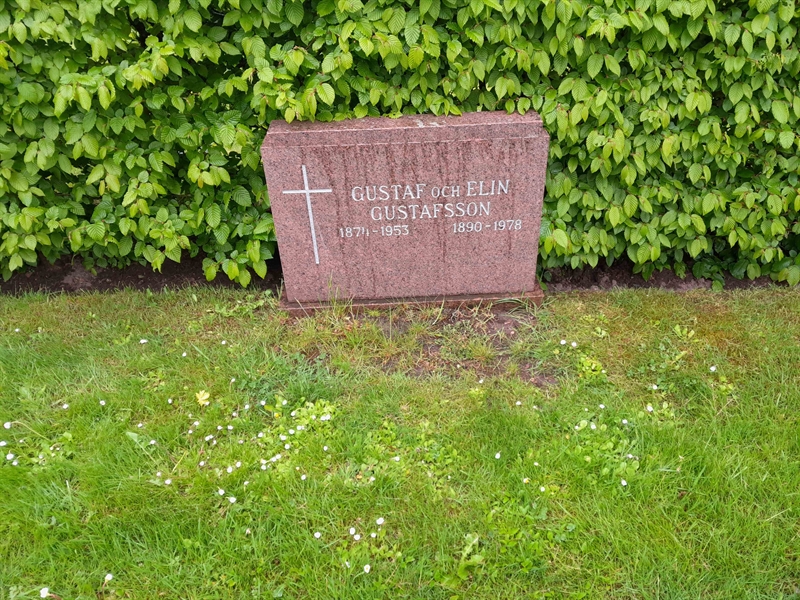 GUSTAF OCH ELIN
GUSTAFSSON
1874-1953 1890-1978